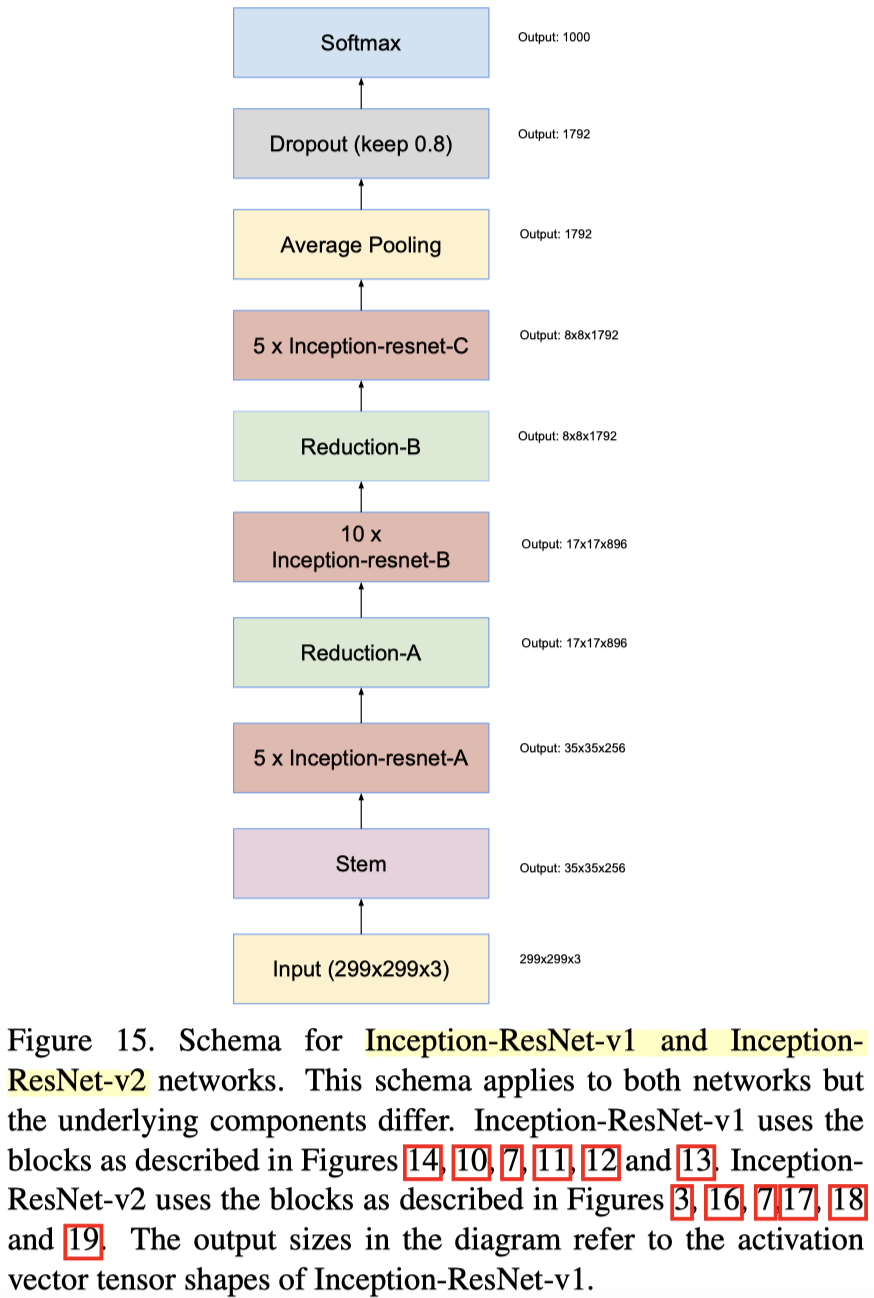 Softmax
Output: 1000
Dropout (keep 0.8)
Output: 1792
Average Pooling
Output: 1792
5 x Inception-resnet-C
Output: 8x8x1792
Reduction-B
Output: 8x8x1792
10 x
Inception-resnet-B
Output: 17x17x896
Reduction-A
Output: 17x17x896
5 x Inception-resnet-A
Output: 35x35x256
Stem
Output: 35x35x256
Input (299x299x3)
299x299x3
Figure 15. Schema for Inception-ResNet-v1 and Inception-
ResNet-v2 networks. This schema applies to both networks but
the underlying components differ. Inception-ResNet-v1 uses the
blocks as described in Figures 14, 10, 7, 11, 12 and 13. Inception-
ResNet-v2 uses the blocks as described in Figures 3, 16, 7,17, 18
and 19. The output sizes in the diagram refer to the activation
vector tensor shapes of Inception-ResNet-v1.